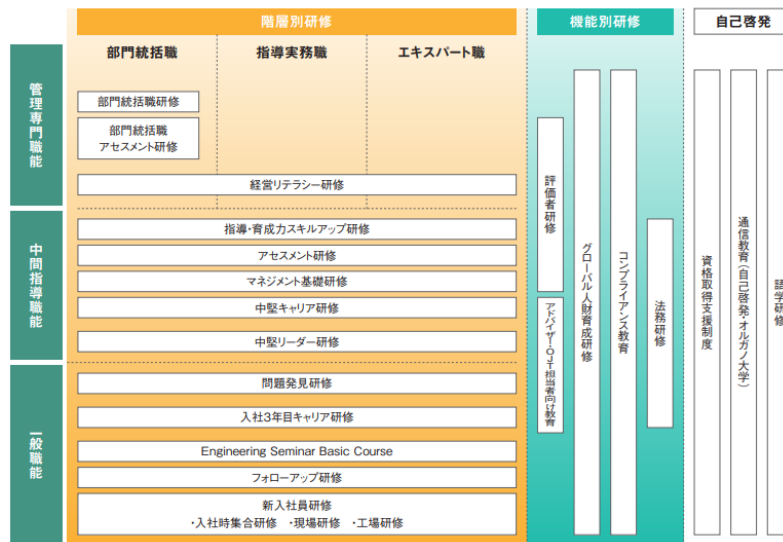 階層別研修
機能別研修
自己啓発
部門統括職
指導実務職
エキスパート職
管理専門職能
部門統括職研修
部門統括職
アセスメント研修
経営リテラシー研修
中間指導職能
指導・育成力スキルアップ研修
アセスメント研修
マネジメント基礎研修
中堅キャリア研修
中堅リーダー研修
一般職能
問題発見研修
入社3年目キャリア研修
Engineering Seminar Basic Course
フォローアップ研修
新入社員研修
・入社時集合研修 ・現場研修 ・工場研修
評価者研修
アドバイザー・OJT担当者向け教育
グローバル人財育成研修
コンプライアンス教育
法務研修
資格取得支援制度
通信教育(自己啓発・オルガノ大学)
語学研修